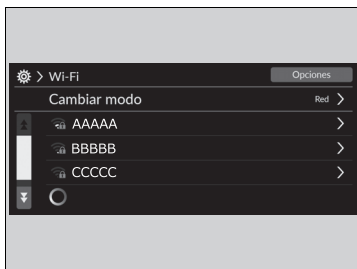 Wi-Fi
Opciones
Cambiar modo
Red
AAAAA
BBBBB
CCCCC